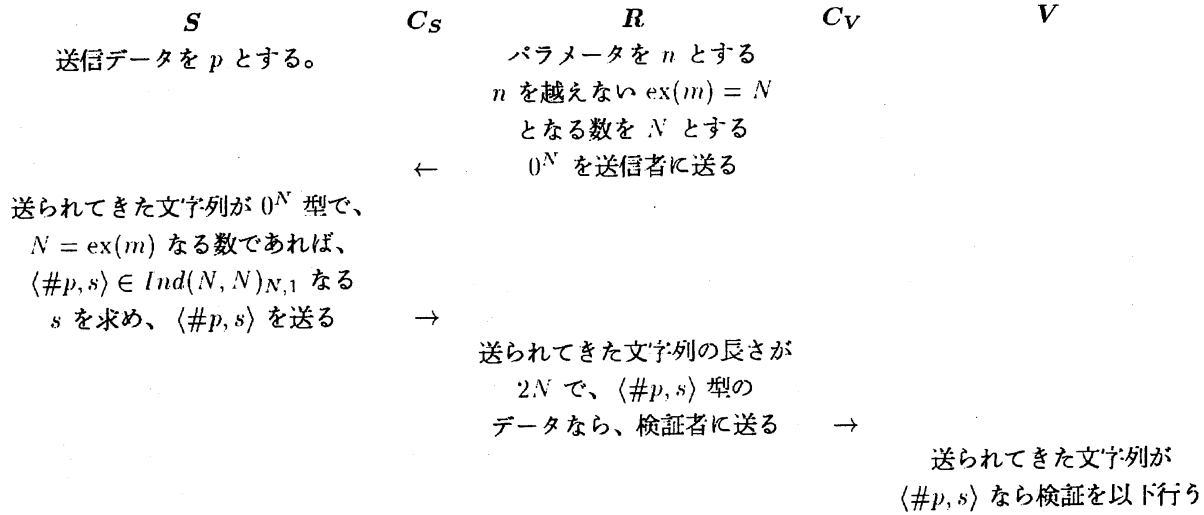 S C_S R C_V V
送信データを p とする。 パラメータを n とする
n を越えない ex(m) = N
となる数を N とする
← 0^N を送信者に送る
送られてきた文字列が 0^N 型で、
N = ex(m) なる数であれば、
⟨#p, s⟩ ∈ Ind(N, N)_{N,1} なる
s を求め、⟨#p, s⟩ を送る →
送られてきた文字列の長さが
2N で、⟨#p, s⟩ 型の
データなら、検証者に送る →
送られてきた文字列が
⟨#p, s⟩ なら検証を以下行う